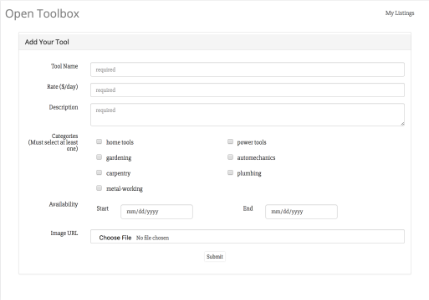 Open Toolbox
My Listings
Add Your Tool
Tool Name
required
Rate ($/day)
required
Description
required
Categories
(Must select at least
one)
home tools
power tools
gardening
automechanics
carpentry
plumbing
metal-working
Availability
Start
mm/dd/yyyy
End
mm/dd/yyyy
Image URL
Choose File No file chosen
Submit